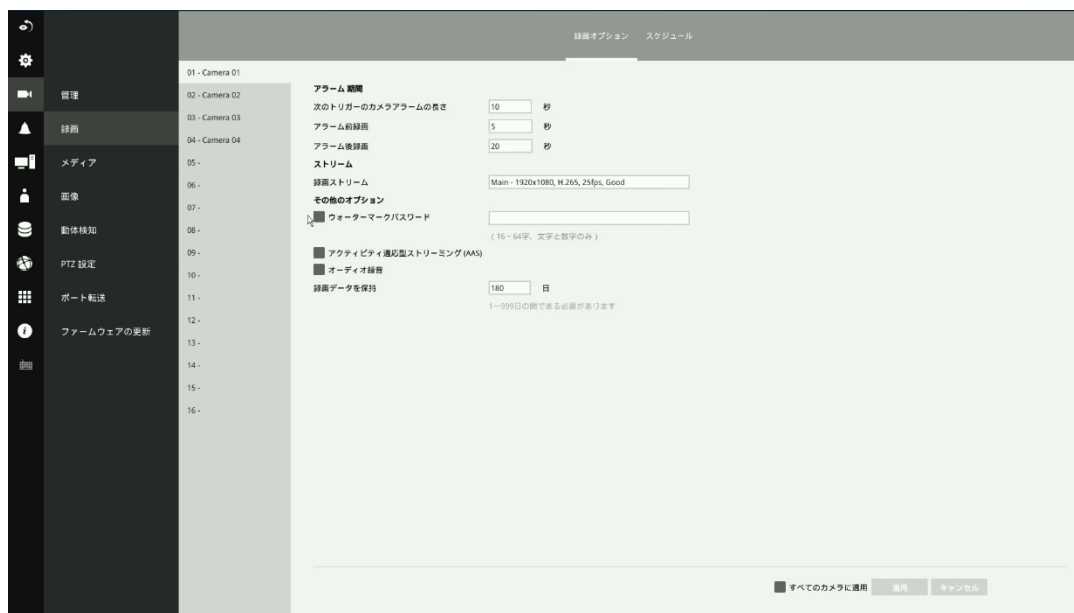 録画オプション スケジュール
管理
録画
メディア
画像
動体検知
PTZ 設定
ポート転送
ファームウェアの更新
01 - Camera 01
02 - Camera 02
03 - Camera 03
04 - Camera 04
05 -
06 -
07 -
08 -
09 -
10 -
11 -
12 -
13 -
14 -
15 -
16 -
アラーム 期間
次のトリガーのカメラアラームの長さ 10 秒
アラーム前録画 5 秒
アラーム後録画 20 秒
ストリーム
録画ストリーム Main - 1920x1080, H.265, 25fps, Good
その他のオプション
ウォーターマークパスワード
( 16 – 64字、文字と数字のみ )
アクティビティ適応型ストリーミング (AAS)
オーディオ録音
録画データを保持 180 日
1—999日の間である必要があります
すべてのカメラに適用 適用 キャンセル